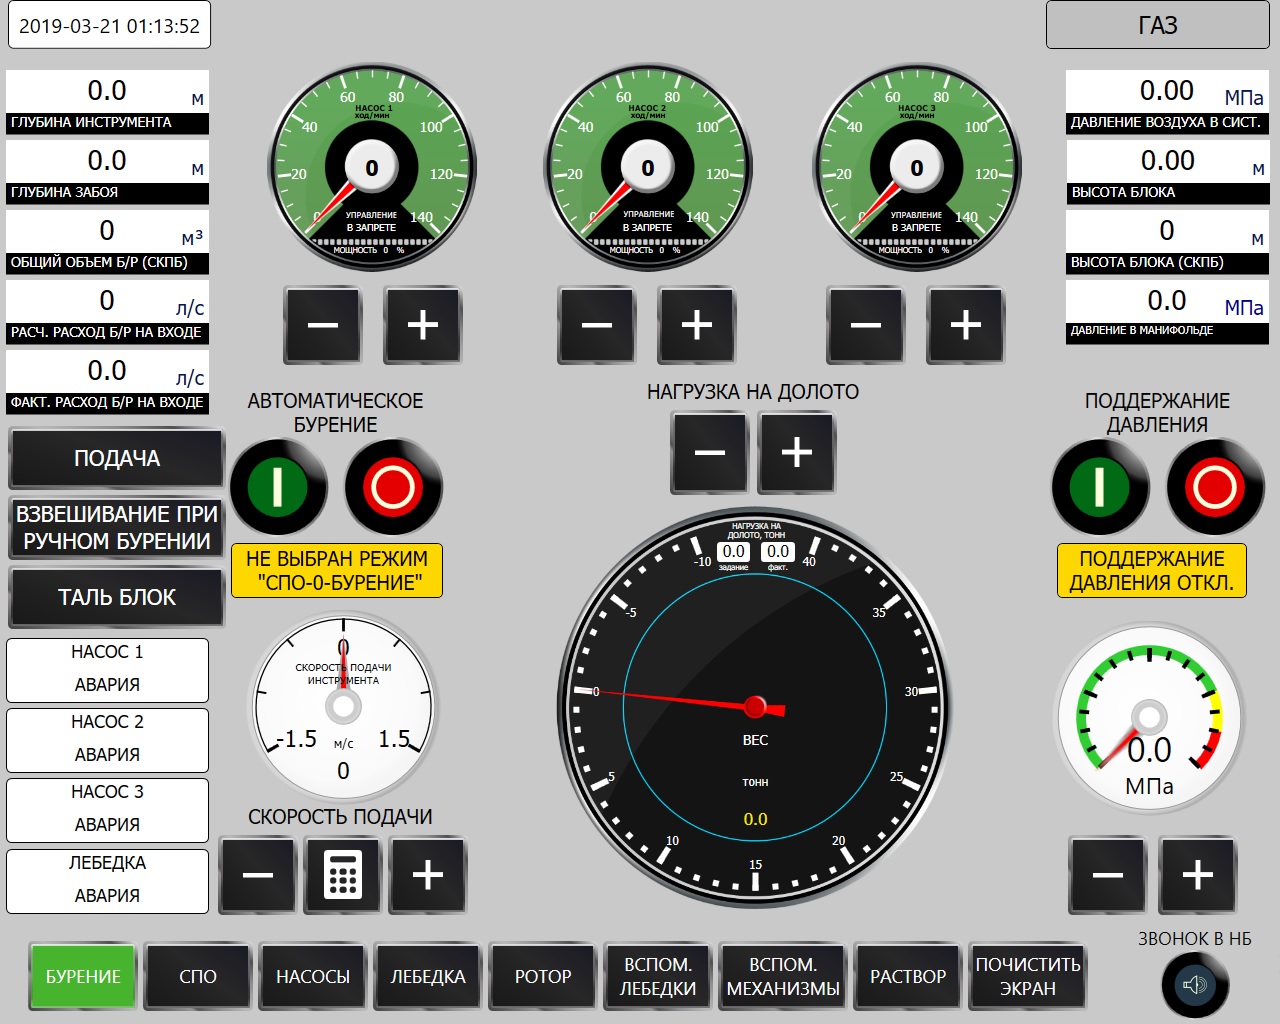 2019-03-21 01:13:52
ГАЗ
0.0 м
ГЛУБИНА ИНСТРУМЕНТА
0.0 м
ГЛУБИНА ЗАБОЯ
0 м³
ОБЩИЙ ОБЪЕМ Б/Р (СКПБ)
0 л/с
РАСЧ. РАСХОД Б/Р НА ВХОДЕ
0.0 л/с
ФАКТ. РАСХОД Б/Р НА ВХОДЕ
60 80
НАСОС 1
ход/мин
40 100
0
20 120
0 140
УПРАВЛЕНИЕ
В ЗАПРЕТЕ
МОЩНОСТЬ 0 %
60 80
НАСОС 2
ход/мин
40 100
0
20 120
0 140
УПРАВЛЕНИЕ
В ЗАПРЕТЕ
МОЩНОСТЬ 0 %
60 80
НАСОС 3
ход/мин
40 100
0
20 120
0 140
УПРАВЛЕНИЕ
В ЗАПРЕТЕ
МОЩНОСТЬ 0 %
0.00 МПа
ДАВЛЕНИЕ ВОЗДУХА В СИСТ.
0.00 м
ВЫСОТА БЛОКА
0 м
ВЫСОТА БЛОКА (СКПБ)
0.0 МПа
ДАВЛЕНИЕ В МАНИФОЛЬДЕ
− +
− +
− +
ПОДАЧА
ВЗВЕШИВАНИЕ ПРИ
РУЧНОМ БУРЕНИИ
ТАЛЬ БЛОК
НАСОС 1
АВАРИЯ
НАСОС 2
АВАРИЯ
НАСОС 3
АВАРИЯ
ЛЕБЕДКА
АВАРИЯ
АВТОМАТИЧЕСКОЕ
БУРЕНИЕ
НЕ ВЫБРАН РЕЖИМ
"СПО-0-БУРЕНИЕ"
0
СКОРОСТЬ ПОДАЧИ
ИНСТРУМЕНТА
-1.5 м/с 1.5
0
СКОРОСТЬ ПОДАЧИ
− +
НАГРУЗКА НА ДОЛОТО
− +
НАГРУЗКА НА
ДОЛОТО, ТОНН
-10 0.0 0.0 40
задание факт.
-5 35
0 30
ВЕС
5 тонн 25
0.0
10 20
15
ПОДДЕРЖАНИЕ
ДАВЛЕНИЯ
ПОДДЕРЖАНИЕ
ДАВЛЕНИЯ ОТКЛ.
0.0
МПа
− +
БУРЕНИЕ
СПО
НАСОСЫ
ЛЕБЕДКА
РОТОР
ВСПОМ.
ЛЕБЕДКИ
ВСПОМ.
МЕХАНИЗМЫ
РАСТВОР
ПОЧИСТИТЬ
ЭКРАН
ЗВОНОК В НБ